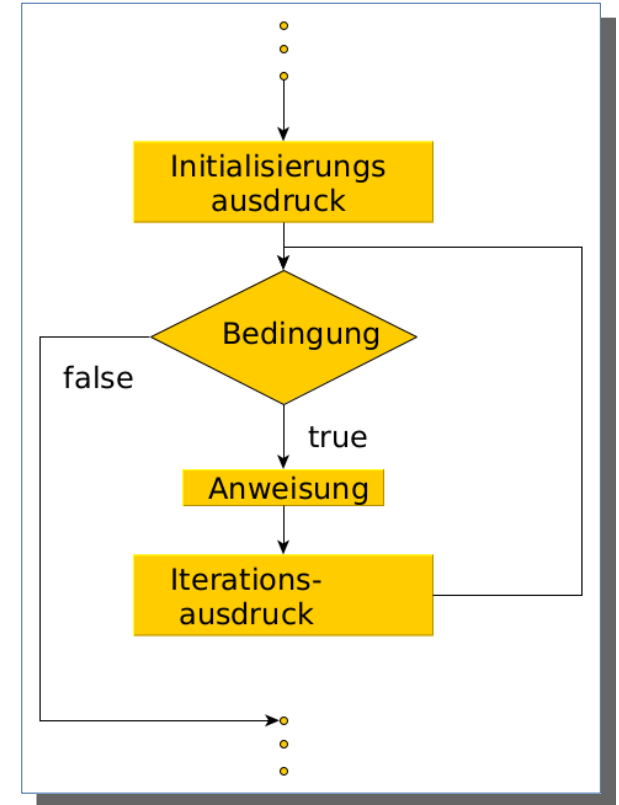 Initialisierungs
ausdruck
Bedingung
false
true
Anweisung
Iterations-
ausdruck